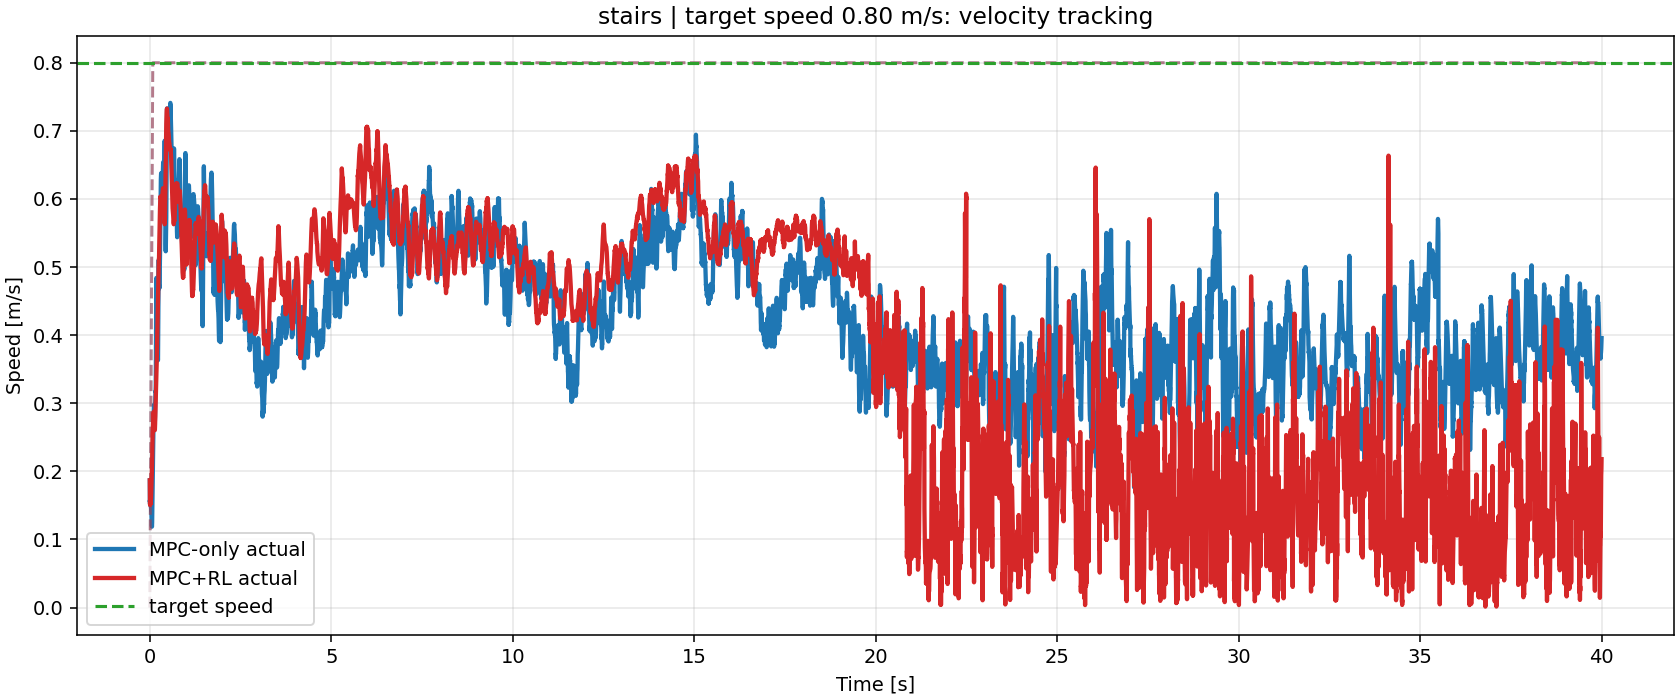 stairs | target speed 0.80 m/s: velocity tracking
Speed [m/s]
0.8
0.7
0.6
0.5
0.4
0.3
0.2
0.1
0.0
MPC-only actual
MPC+RL actual
target speed
0 5 10 15 20 25 30 35 40
Time [s]